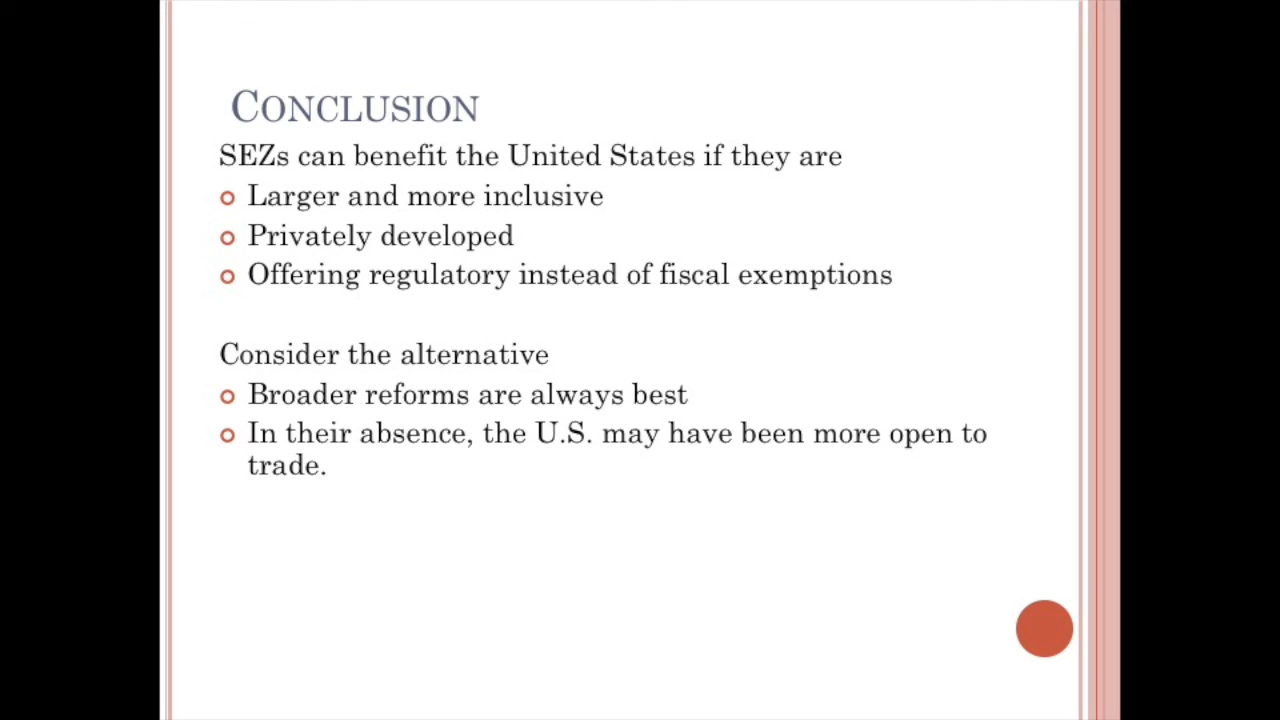 CONCLUSION
SEZs can benefit the United States if they are
Larger and more inclusive
Privately developed
Offering regulatory instead of fiscal exemptions
Consider the alternative
Broader reforms are always best
In their absence, the U.S. may have been more open to
trade.